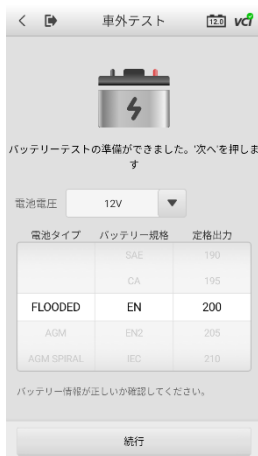 車外テスト
12.0
vci
バッテリーテストの準備ができました。'次へ'を押しま
す
電池電圧
12V
電池タイプ バッテリー規格 定格出力
SAE 190
CA 195
FLOODED EN 200
AGM EN2 205
AGM SPIRAL IEC 210
バッテリー情報が正しいか確認してください。
続行